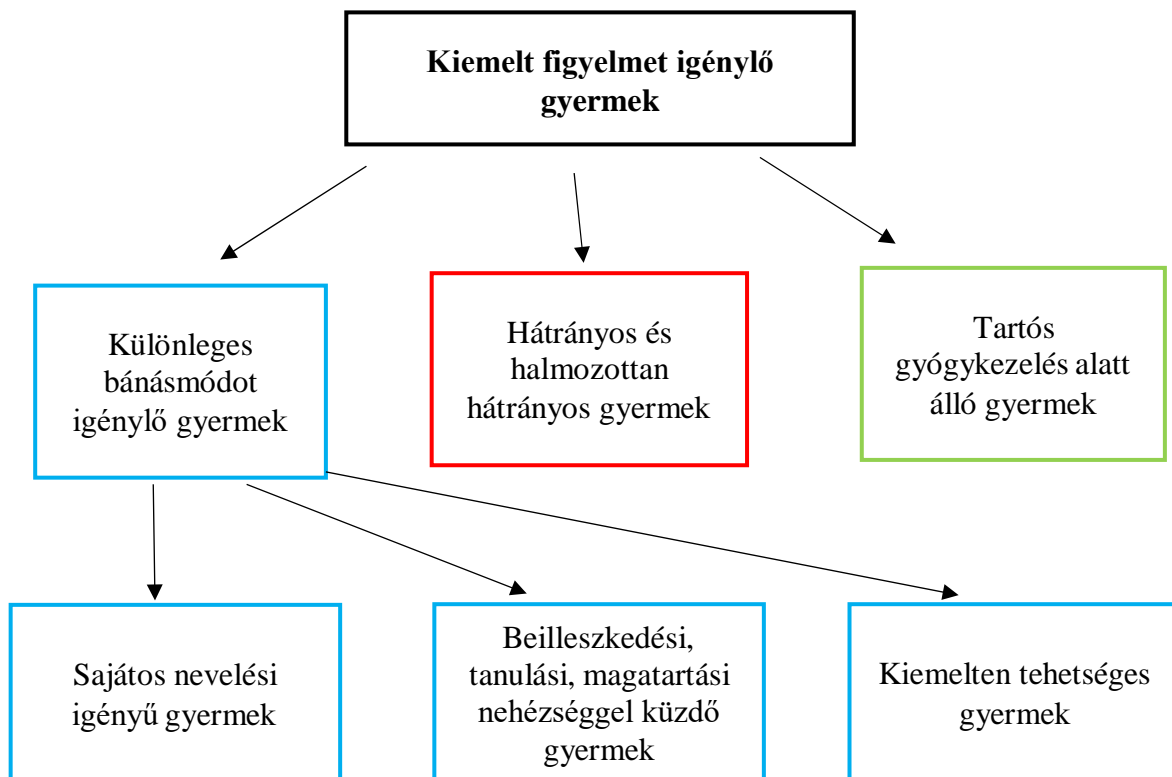 Kiemelt figyelmet igénylő
gyermek
Különleges
bánásmódot
igénylő gyermek
Hátrányos és
halmozottan
hátrányos gyermek
Tartós
gyógykezelés alatt
álló gyermek
Sajátos nevelési
igényű gyermek
Beilleszkedési,
tanulási, magatartási
nehézséggel küzdő
gyermek
Kiemelten tehetséges
gyermek